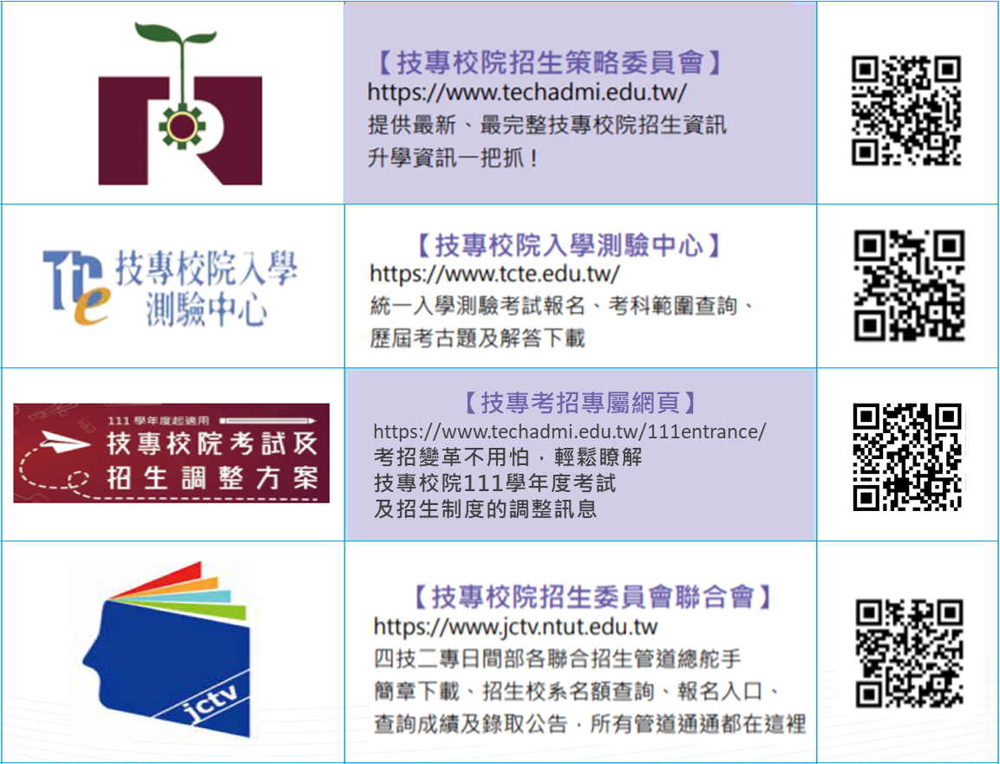 【技專校院招生策略委員會】
https://www.techadmi.edu.tw/
提供最新、最完整技專校院招生資訊
升學資訊一把抓！
Tce 技專校院入學
測驗中心
【技專校院入學測驗中心】
https://www.tcte.edu.tw/
統一入學測驗考試報名、考科範圍查詢、
歷屆考古題及解答下載
111 學年度起適用
技專校院考試及
招生調整方案
【技專考招專屬網頁】
https://www.techadmi.edu.tw/111entrance/
考招變革不用怕，輕鬆瞭解
技專校院111學年度考試
及招生制度的調整訊息
jctv
【技專校院招生委員會聯合會】
https://www.jctv.ntut.edu.tw
四技二專日間部各聯合招生管道總舵手
簡章下載、招生校系名額查詢、報名入口、
查詢成績及錄取公告，所有管道通通都在這裡